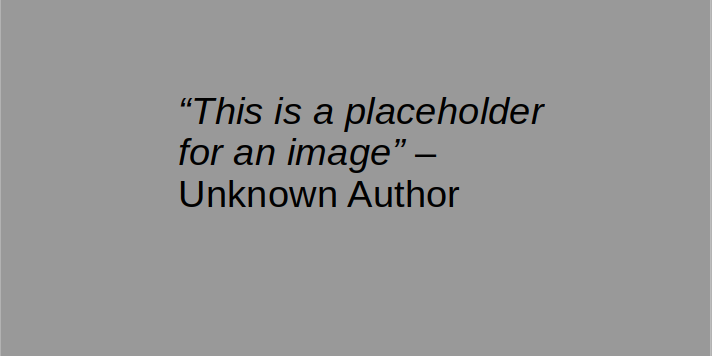 “This is a placeholder
for an image” –
Unknown Author